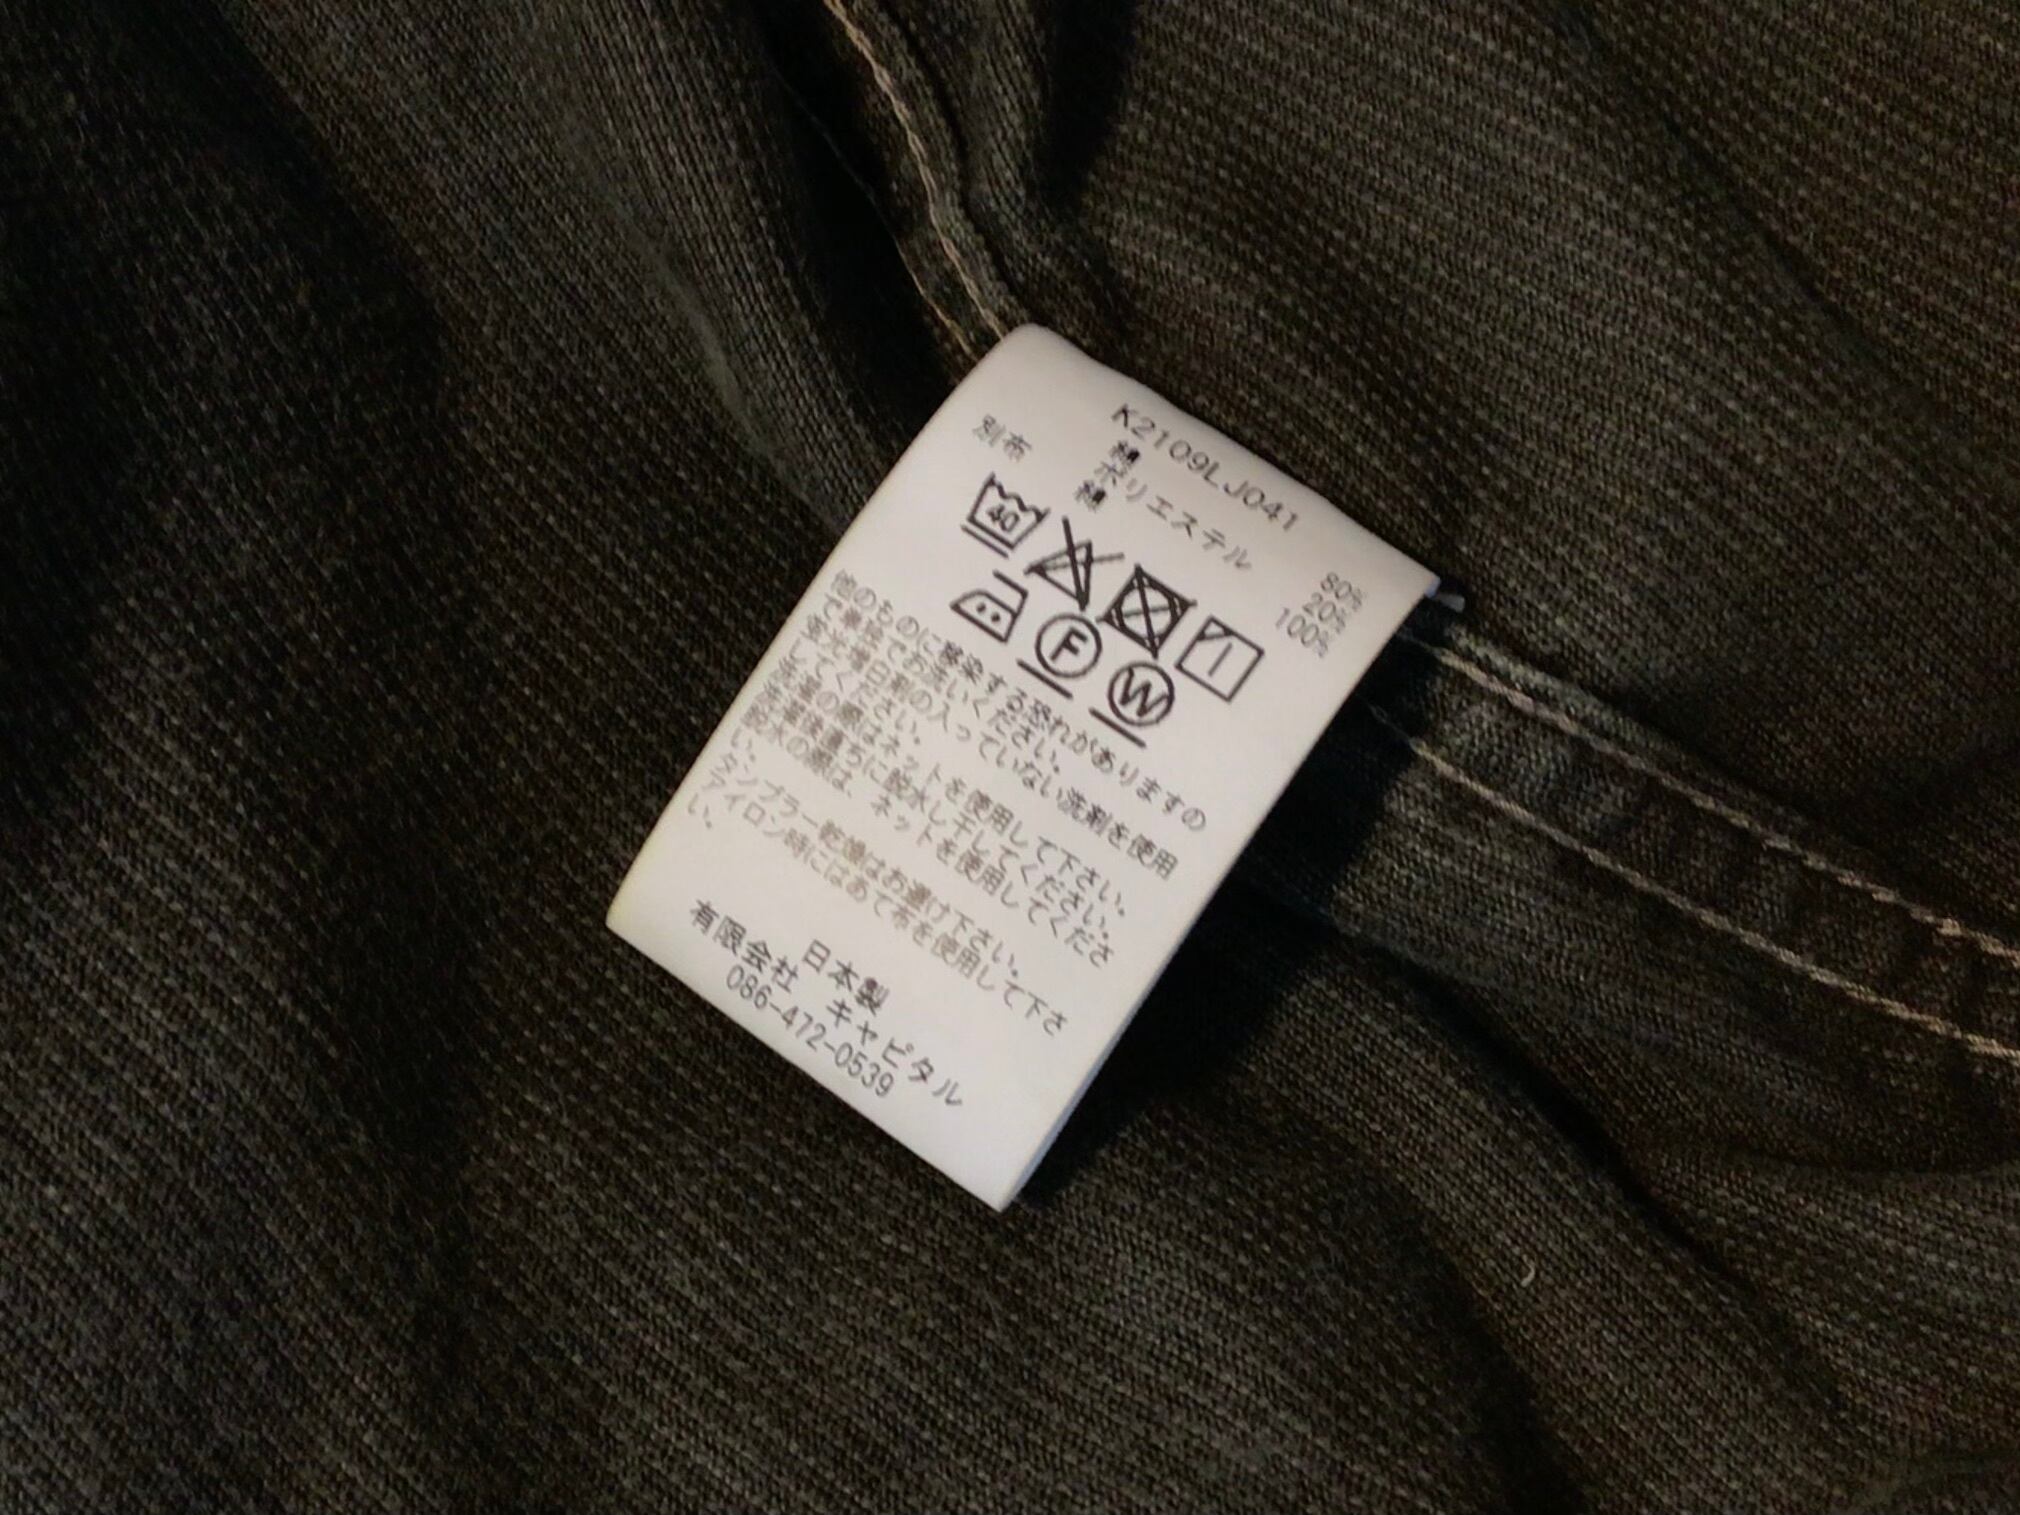 K2109LJ041
綿 80%
ポリエステル 20%
別布 綿 100%
40
F
W
他のものに移染する恐れがありますの
で単独でお洗いください。
蛍光増白剤の入っていない洗剤を使用
してください。
洗濯の際はネットを使用して下さい。
洗濯後直ちに脱水し干してください。
脱水の際は、ネットを使用してくださ
い。
タンブラー乾燥はお避け下さい。
アイロン時にはあて布を使用して下さ
い。
日本製
有限会社 キャピタル
086-472-0539